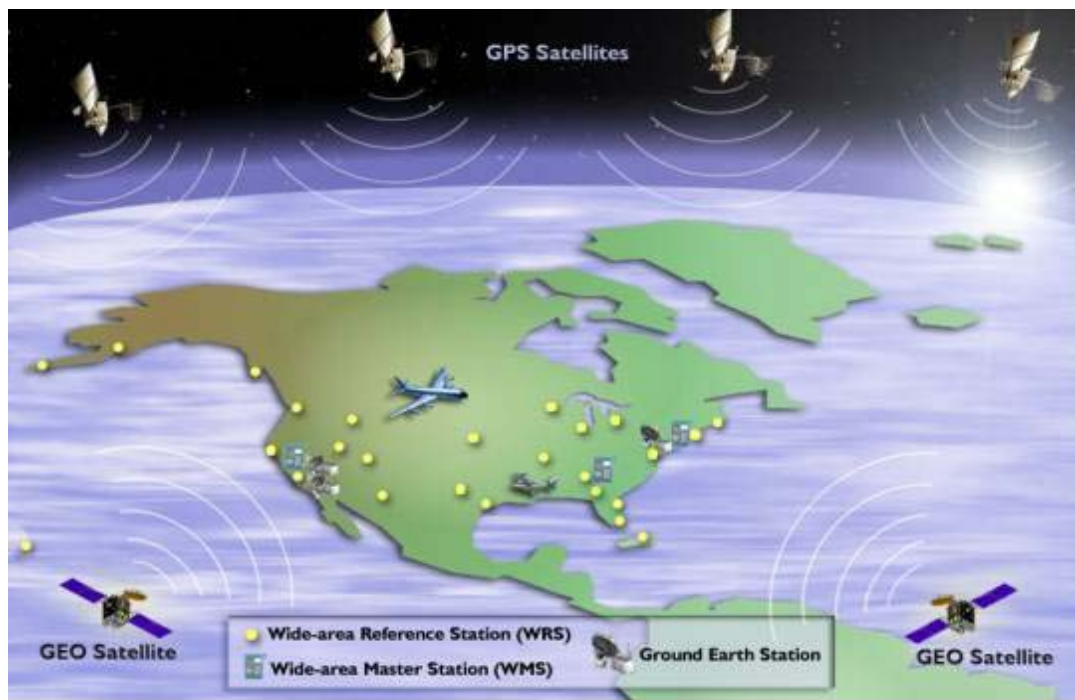 GPS Satellites
GEO Satellite
GEO Satellite
Wide-area Reference Station (WRS)
Wide-area Master Station (WMS)
Ground Earth Station